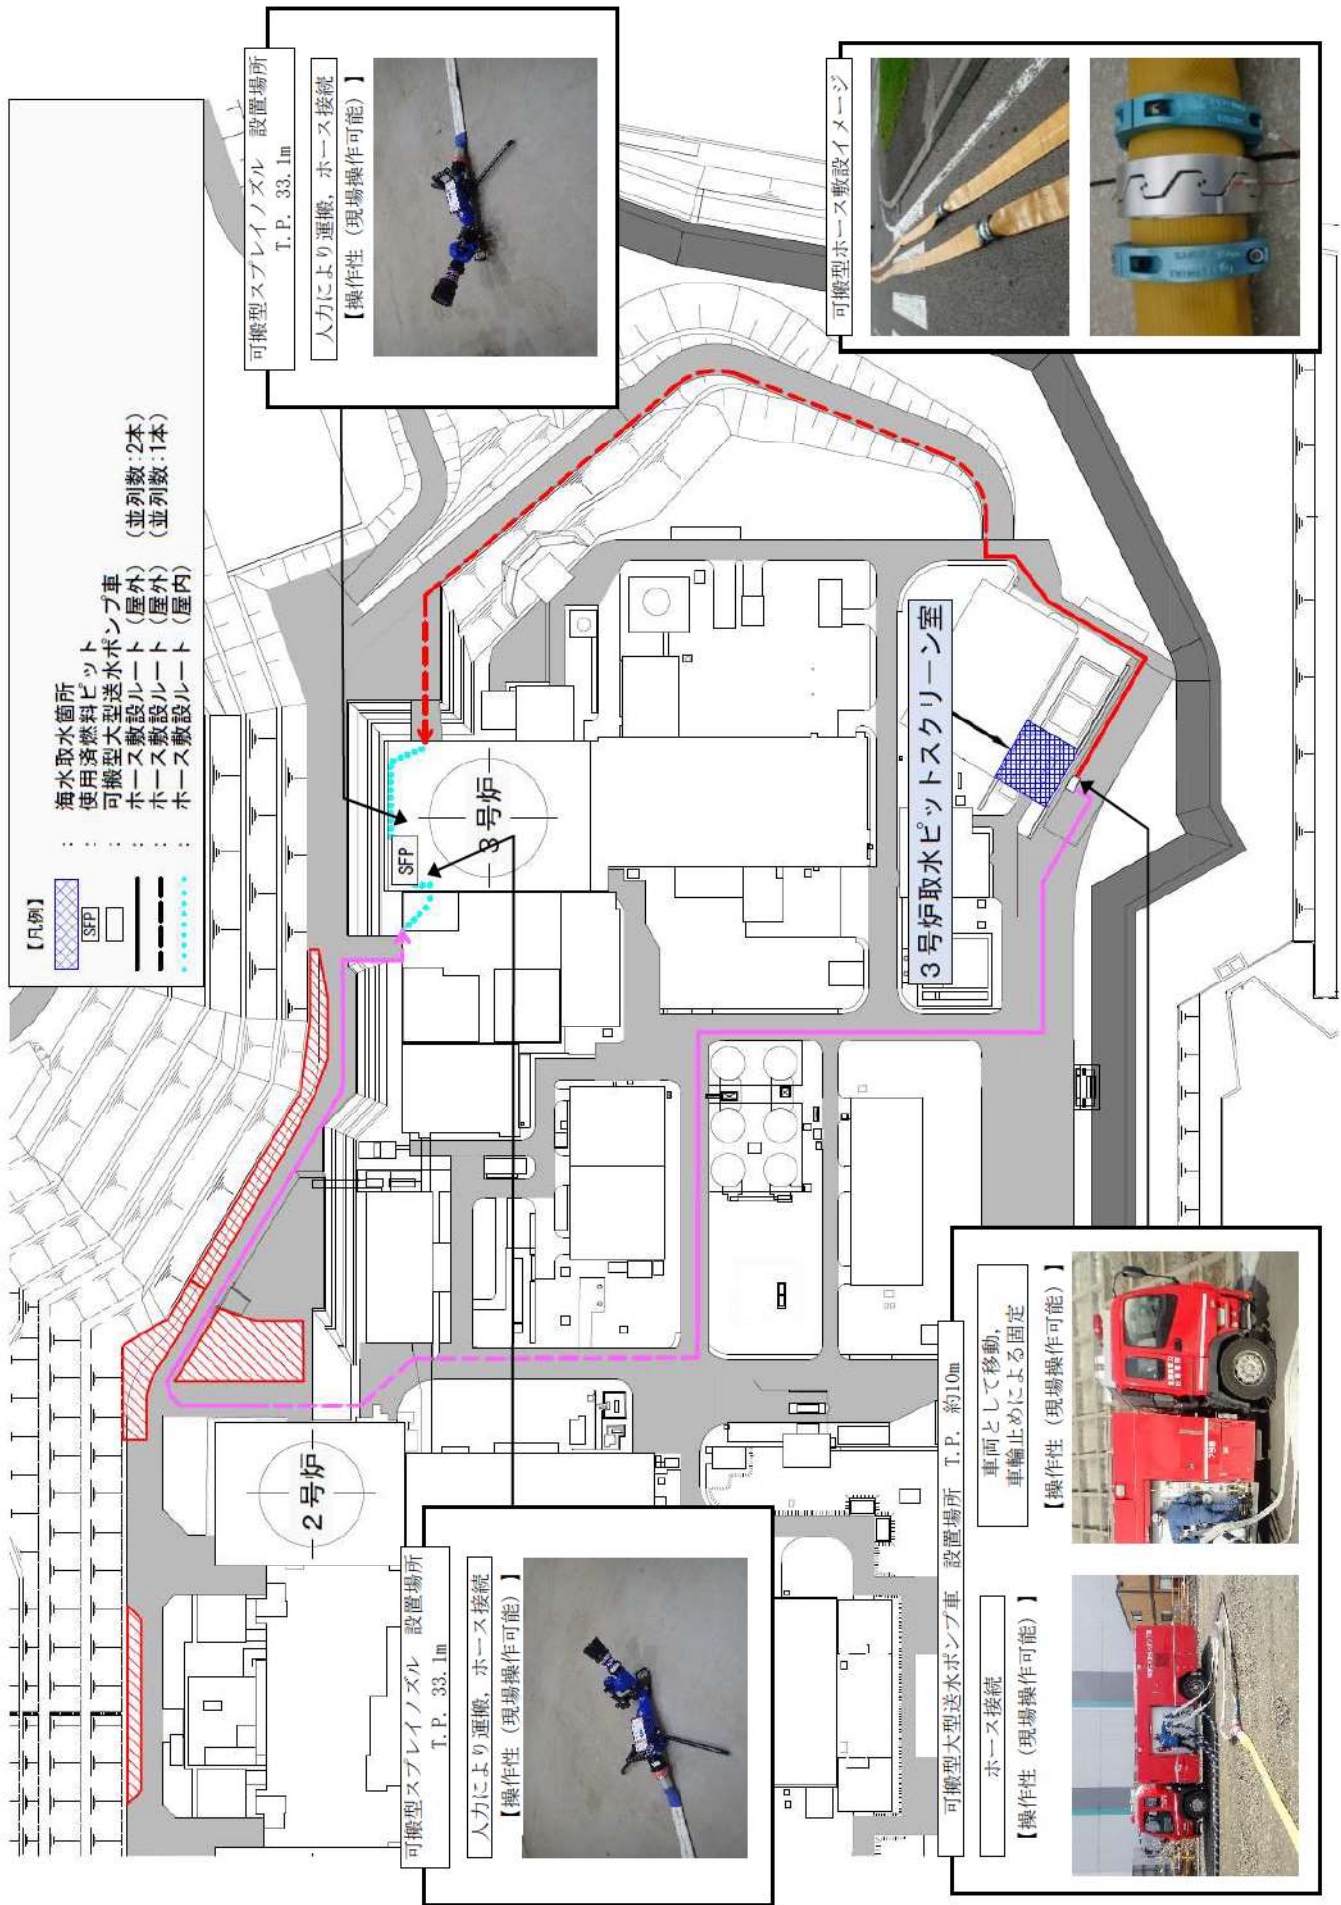 【凡例】
：海水取水箇所
SFP：使用済燃料ピット
：可搬型大型送水ポンプ車
：ホース敷設ルート（屋外）（並列数：2本）
：ホース敷設ルート（屋外）（並列数：1本）
：ホース敷設ルート（屋内）
可搬型スプレイノズル 設置場所
T.P. 33.1m
人力により運搬，ホース接続
【操作性（現場操作可能）】
可搬型ホース敷設イメージ
SFP
3号炉
3号炉取水ピットスクリーン室
2号炉
可搬型スプレイノズル 設置場所
T.P. 33.1m
人力により運搬，ホース接続
【操作性（現場操作可能）】
可搬型大型送水ポンプ車 設置場所 T.P. 約10m
ホース接続
【操作性（現場操作可能）】
車両として移動，
車輪止めによる固定
【操作性（現場操作可能）】